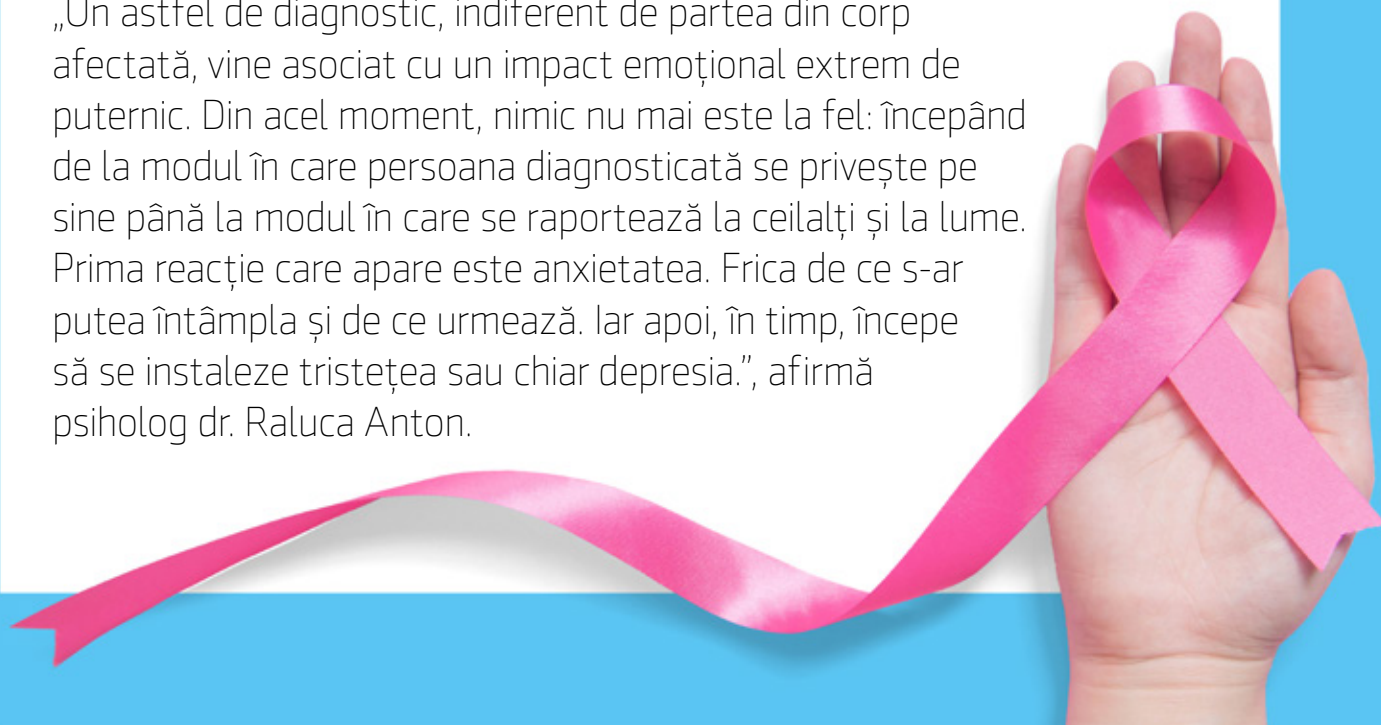 „Un astfel de diagnostic, indiferent de partea din corp
afectată, vine asociat cu un impact emoțional extrem de
puternic. Din acel moment, nimic nu mai este la fel: începând
de la modul în care persoana diagnosticată se privește pe
sine până la modul în care se raportează la ceilalți și la lume.
Prima reacție care apare este anxietatea. Frica de ce s-ar
putea întâmpla și de ce urmează. Iar apoi, în timp, începe
să se instaleze tristețea sau chiar depresia.”, afirmă
psiholog dr. Raluca Anton.